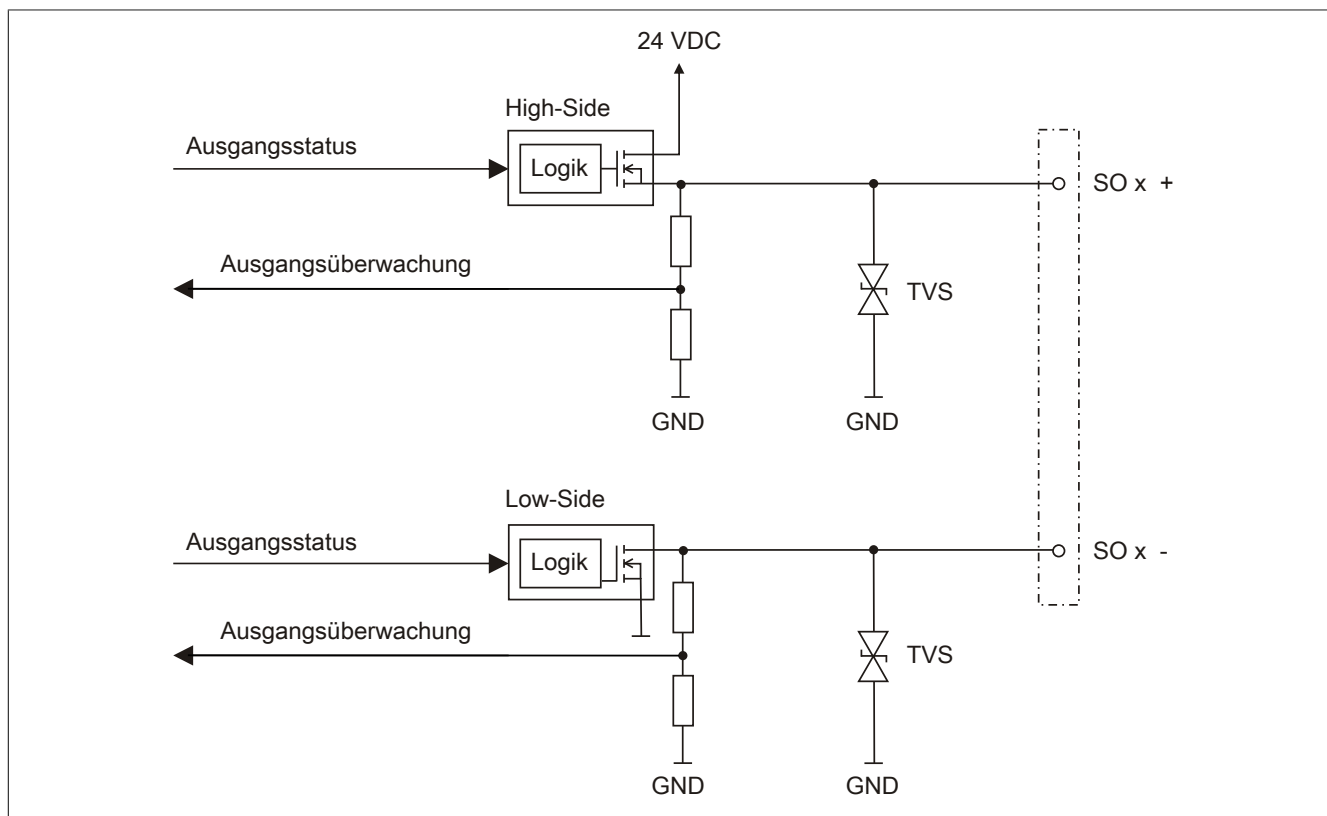 24 VDC
High-Side
Ausgangsstatus
Logik
SO x +
Ausgangsüberwachung
TVS
GND
GND
Low-Side
Ausgangsstatus
Logik
SO x -
Ausgangsüberwachung
TVS
GND
GND